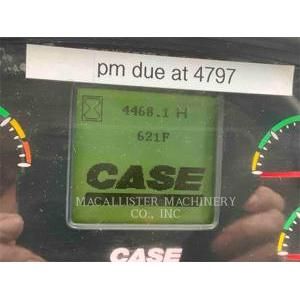 pm due at 4797
4468.1 H
621F
CASE
MACALLISTER MACHINERY
CO., INC
CASE